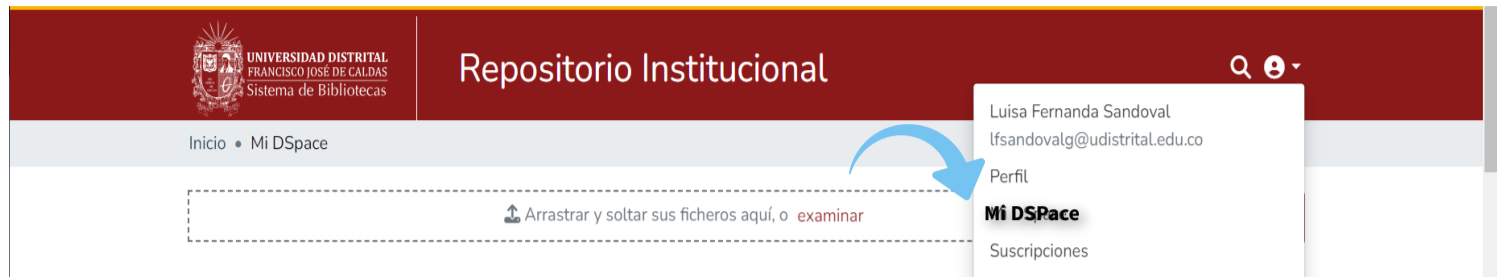 UNIVERSIDAD DISTRITAL
FRANCISCO JOSÉ DE CALDAS
Sistema de Bibliotecas
Repositorio Institucional
Luisa Fernanda Sandoval
lfsandovalg@udistrital.edu.co
Inicio • Mi DSpace
Perfil
Arrastrar y soltar sus ficheros aquí, o examinar
Mi DSPace
Suscripciones